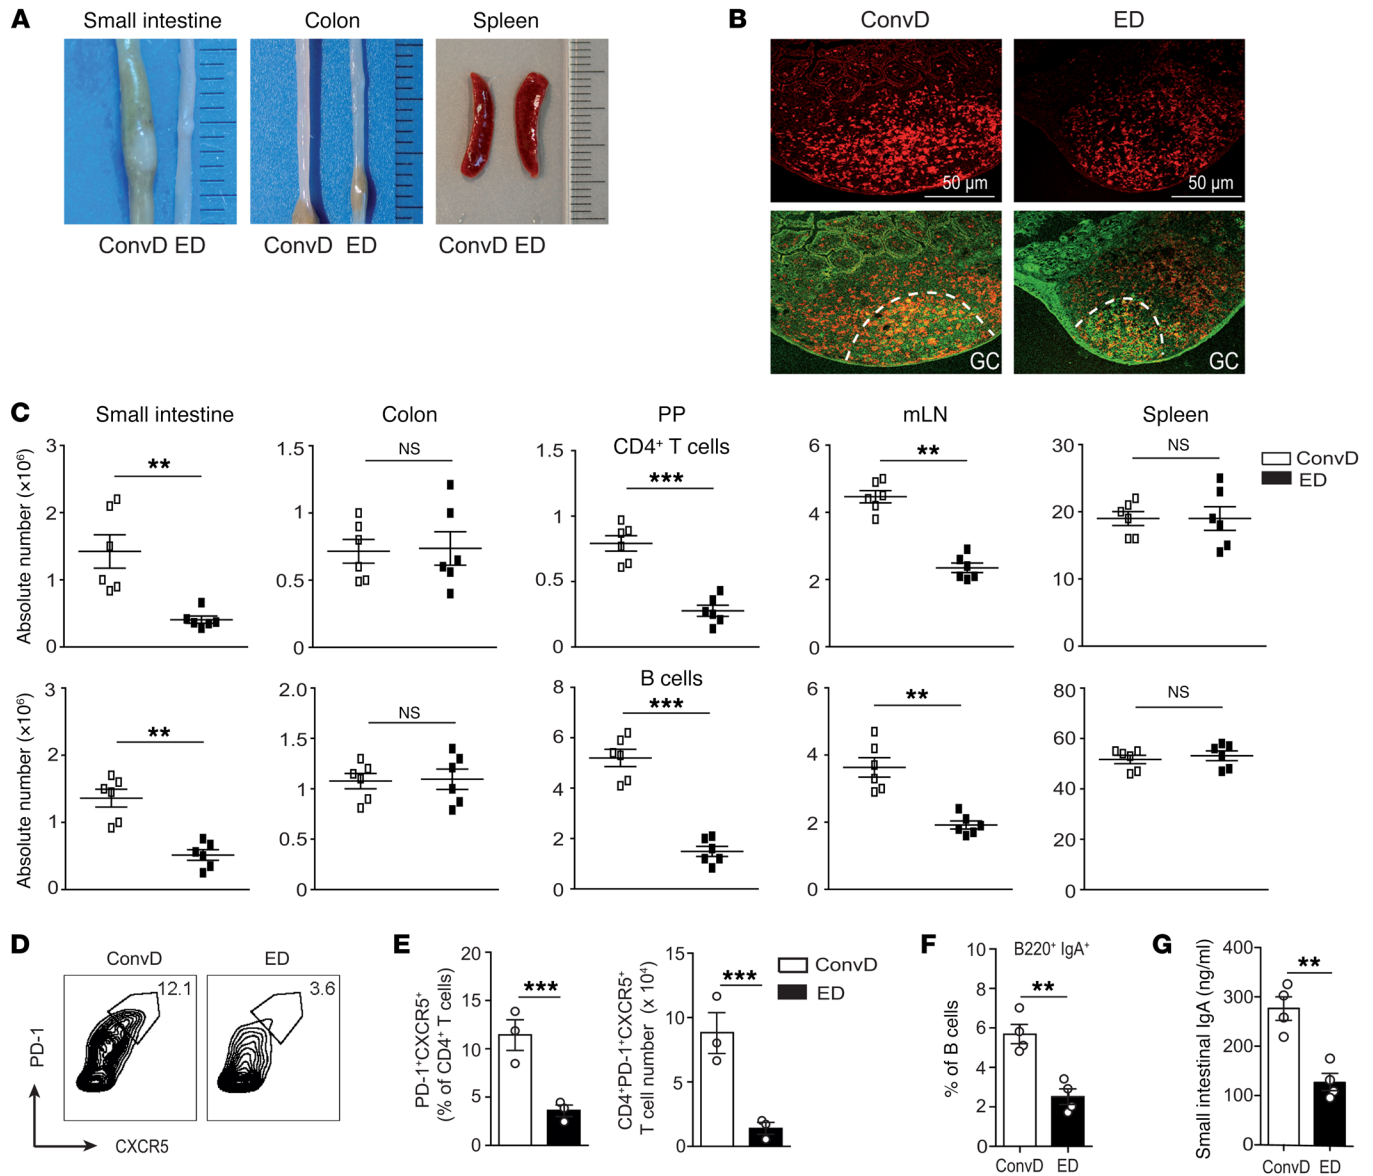 A
Small intestine
Colon
Spleen
ConvD ED
ConvD ED
ConvD ED
B
ConvD
ED
50 µm
50 µm
GC
GC
C
Small intestine
Colon
PP
mLN
Spleen
CD4⁺ T cells
Absolute number (×10⁶)
3
2
1
0
**
1.5
1
0.5
0
NS
1.5
1
0.5
0
***
6
4
2
0
**
30
20
10
0
NS
ConvD
ED
B cells
Absolute number (×10⁶)
3
2
1
0
**
2.0
1.5
1.0
0.5
0
NS
8
6
4
2
0
***
6
4
2
0
**
80
60
40
20
0
NS
D
ConvD
ED
12.1
3.6
PD-1
CXCR5
E
PD-1⁺CXCR5⁺
(% of CD4⁺ T cells)
20
15
10
5
0
***
CD4⁺PD-1⁺CXCR5⁺
T cell number (x 10⁴)
15
10
5
0
***
ConvD
ED
F
B220⁺ IgA⁺
% of B cells
10
8
6
4
2
0
**
ConvD ED
G
Small intestinal IgA (ng/ml)
400
300
200
100
0
**
ConvD ED